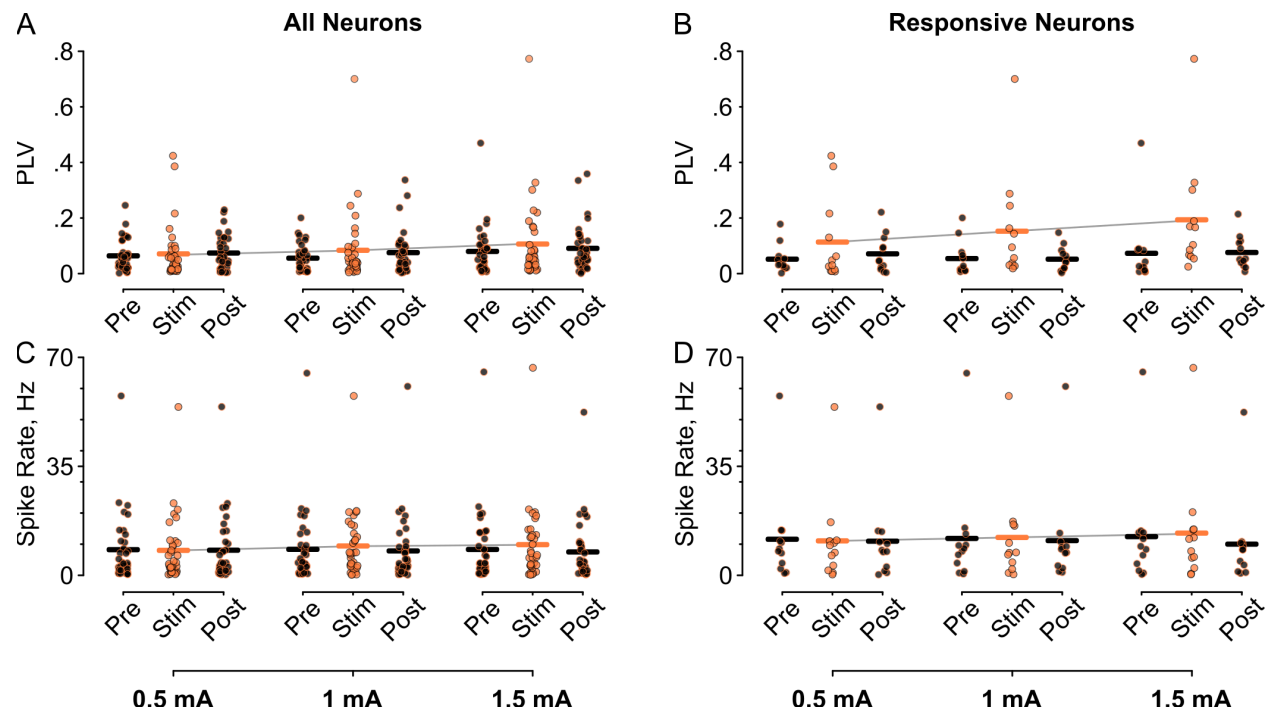 A All Neurons B Responsive Neurons
.8 .8
.6 .6
PLV .4 PLV .4
.2 .2
0 0
Pre Stim Post Pre Stim Post Pre Stim Post Pre Stim Post Pre Stim Post Pre Stim Post
C 70 D 70
Spike Rate, Hz 35 Spike Rate, Hz 35
0 0
Pre Stim Post Pre Stim Post Pre Stim Post Pre Stim Post Pre Stim Post Pre Stim Post
0.5 mA 1 mA 1.5 mA 0.5 mA 1 mA 1.5 mA